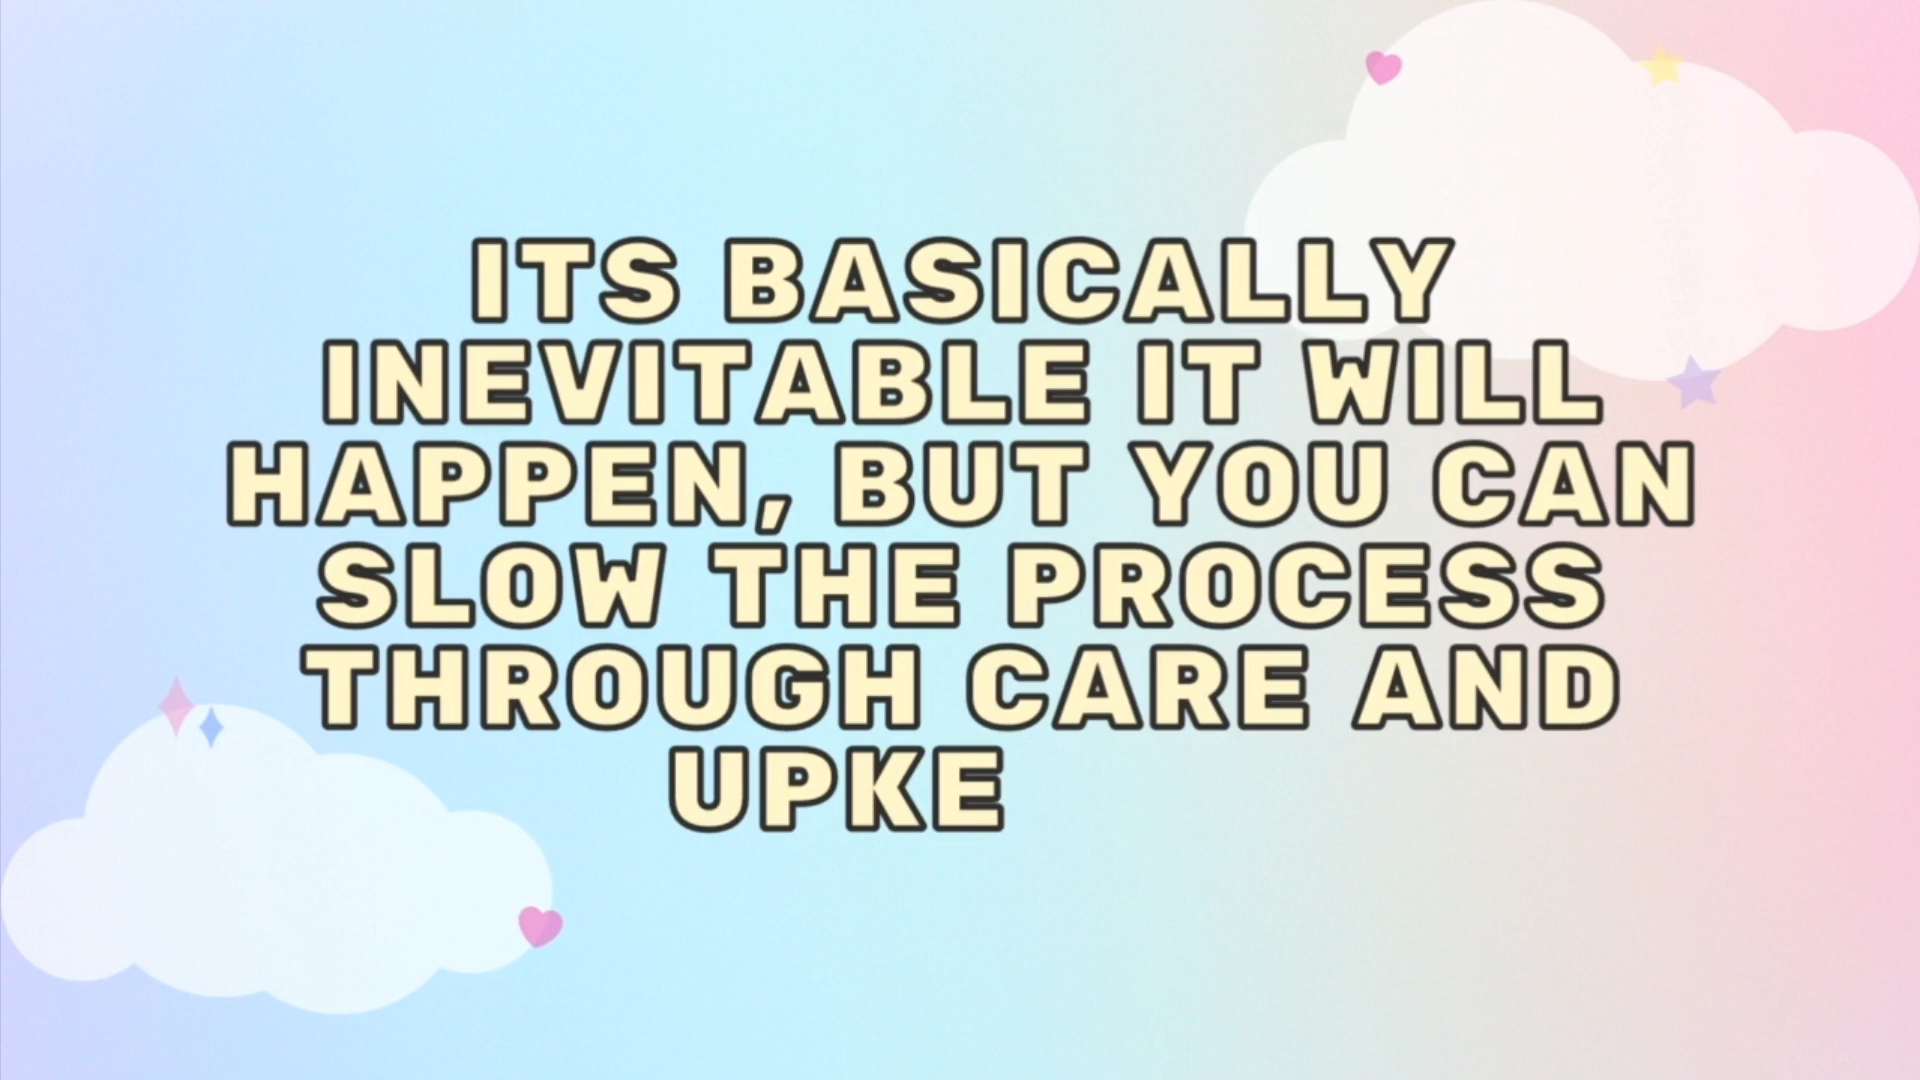 ITS BASICALLY
INEVITABLE IT WILL
HAPPEN, BUT YOU CAN
SLOW THE PROCESS
THROUGH CARE AND
UPKE